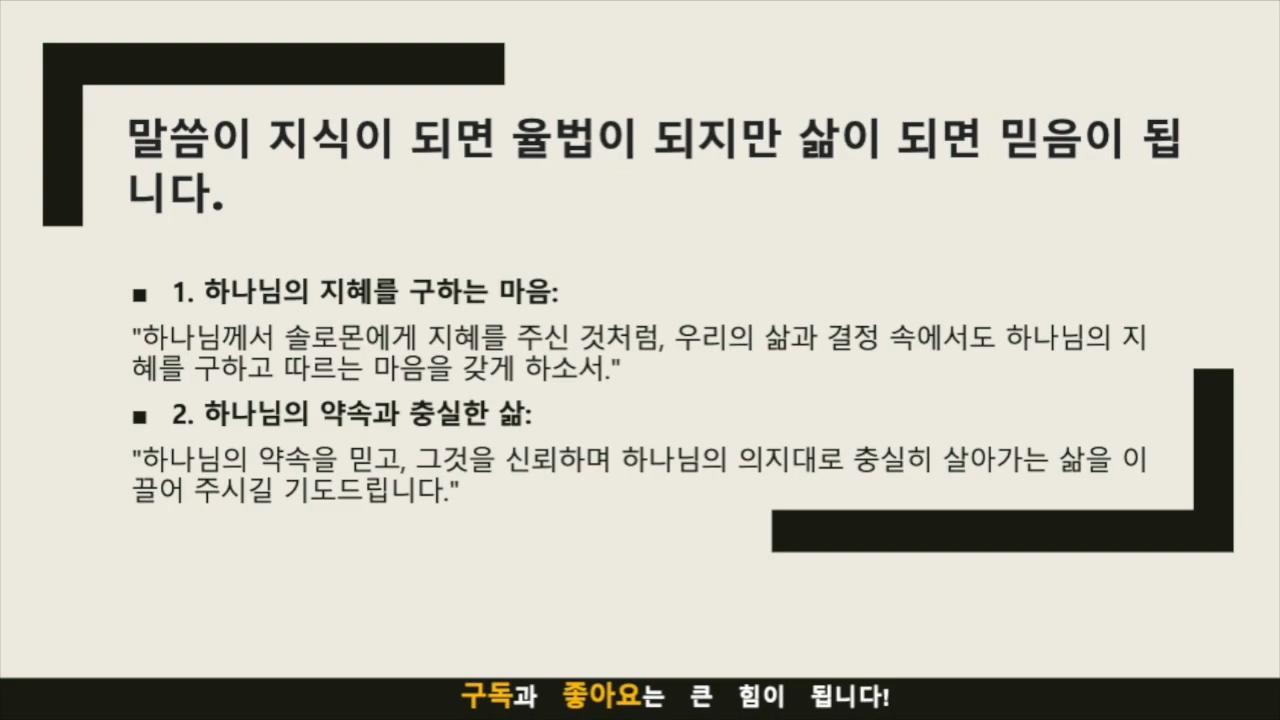 말씀이 지식이 되면 율법이 되지만 삶이 되면 믿음이 됩
니다.
■ 1. 하나님의 지혜를 구하는 마음:
"하나님께서 솔로몬에게 지혜를 주신 것처럼, 우리의 삶과 결정 속에서도 하나님의 지
혜를 구하고 따르는 마음을 갖게 하소서."
■ 2. 하나님의 약속과 충실한 삶:
"하나님의 약속을 믿고, 그것을 신뢰하며 하나님의 의지대로 충실히 살아가는 삶을 이
끌어 주시길 기도드립니다."
구독과 좋아요는 큰 힘이 됩니다!